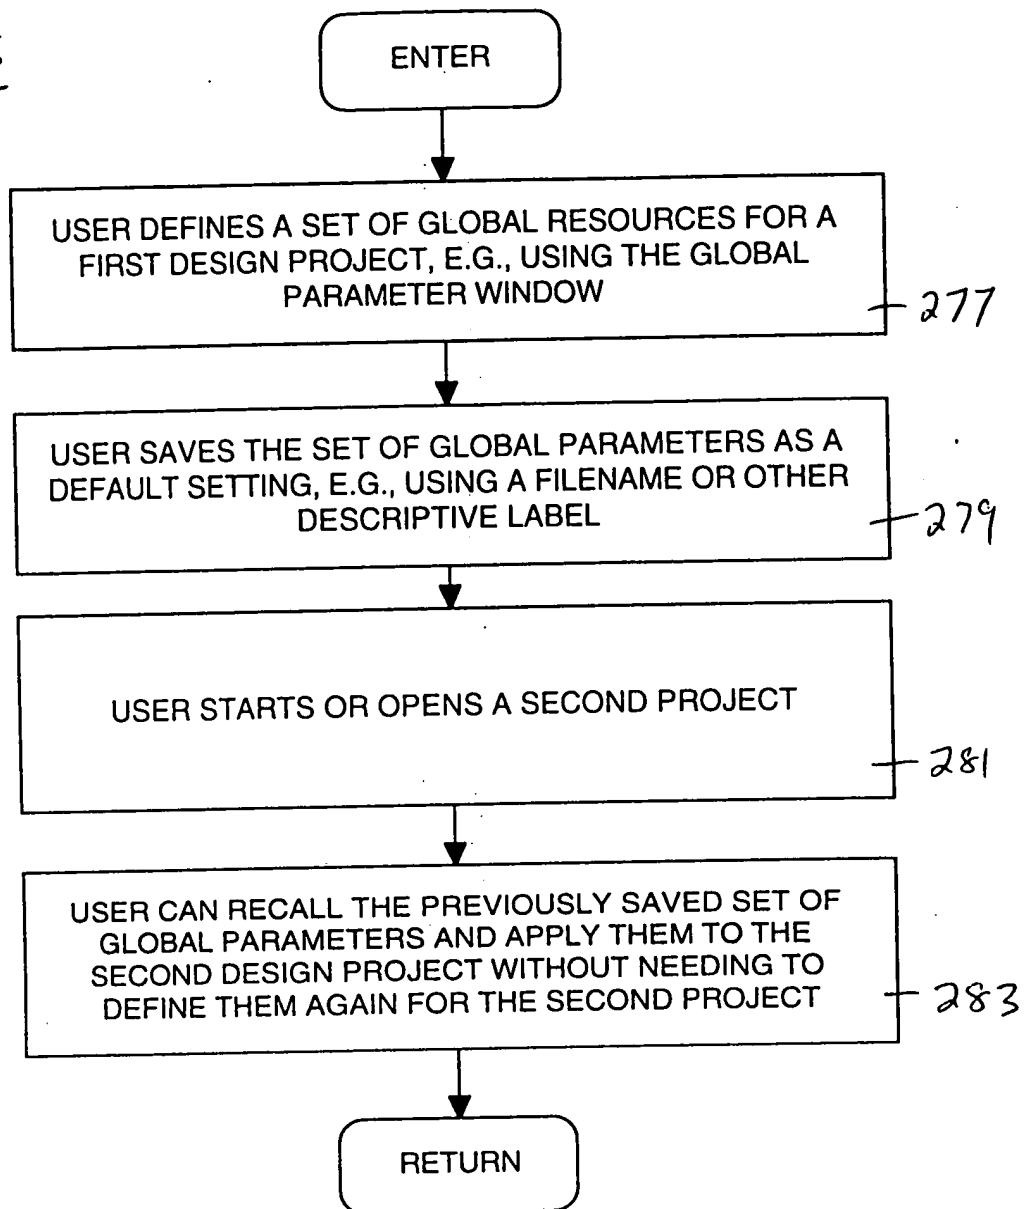 ENTER
USER DEFINES A SET OF GLOBAL RESOURCES FOR A
FIRST DESIGN PROJECT, E.G., USING THE GLOBAL
PARAMETER WINDOW
277
USER SAVES THE SET OF GLOBAL PARAMETERS AS A
DEFAULT SETTING, E.G., USING A FILENAME OR OTHER
DESCRIPTIVE LABEL
279
USER STARTS OR OPENS A SECOND PROJECT
281
USER CAN RECALL THE PREVIOUSLY SAVED SET OF
GLOBAL PARAMETERS AND APPLY THEM TO THE
SECOND DESIGN PROJECT WITHOUT NEEDING TO
DEFINE THEM AGAIN FOR THE SECOND PROJECT
283
RETURN